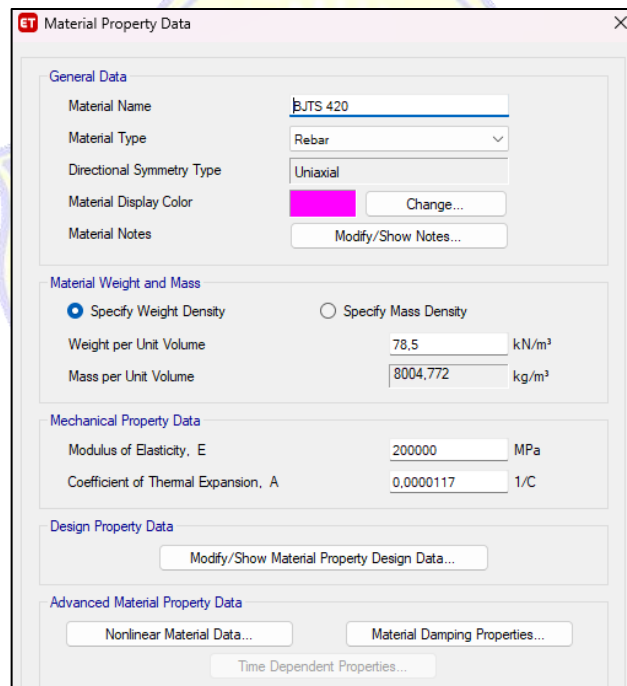 ET Material Property Data
General Data
Material Name BJTS 420
Material Type Rebar
Directional Symmetry Type Uniaxial
Material Display Color Change...
Material Notes Modify/Show Notes...
Material Weight and Mass
Specify Weight Density Specify Mass Density
Weight per Unit Volume 78,5 kN/m³
Mass per Unit Volume 8004,772 kg/m³
Mechanical Property Data
Modulus of Elasticity, E 200000 MPa
Coefficient of Thermal Expansion, A 0,0000117 1/C
Design Property Data
Modify/Show Material Property Design Data...
Advanced Material Property Data
Nonlinear Material Data... Material Damping Properties...
Time Dependent Properties...